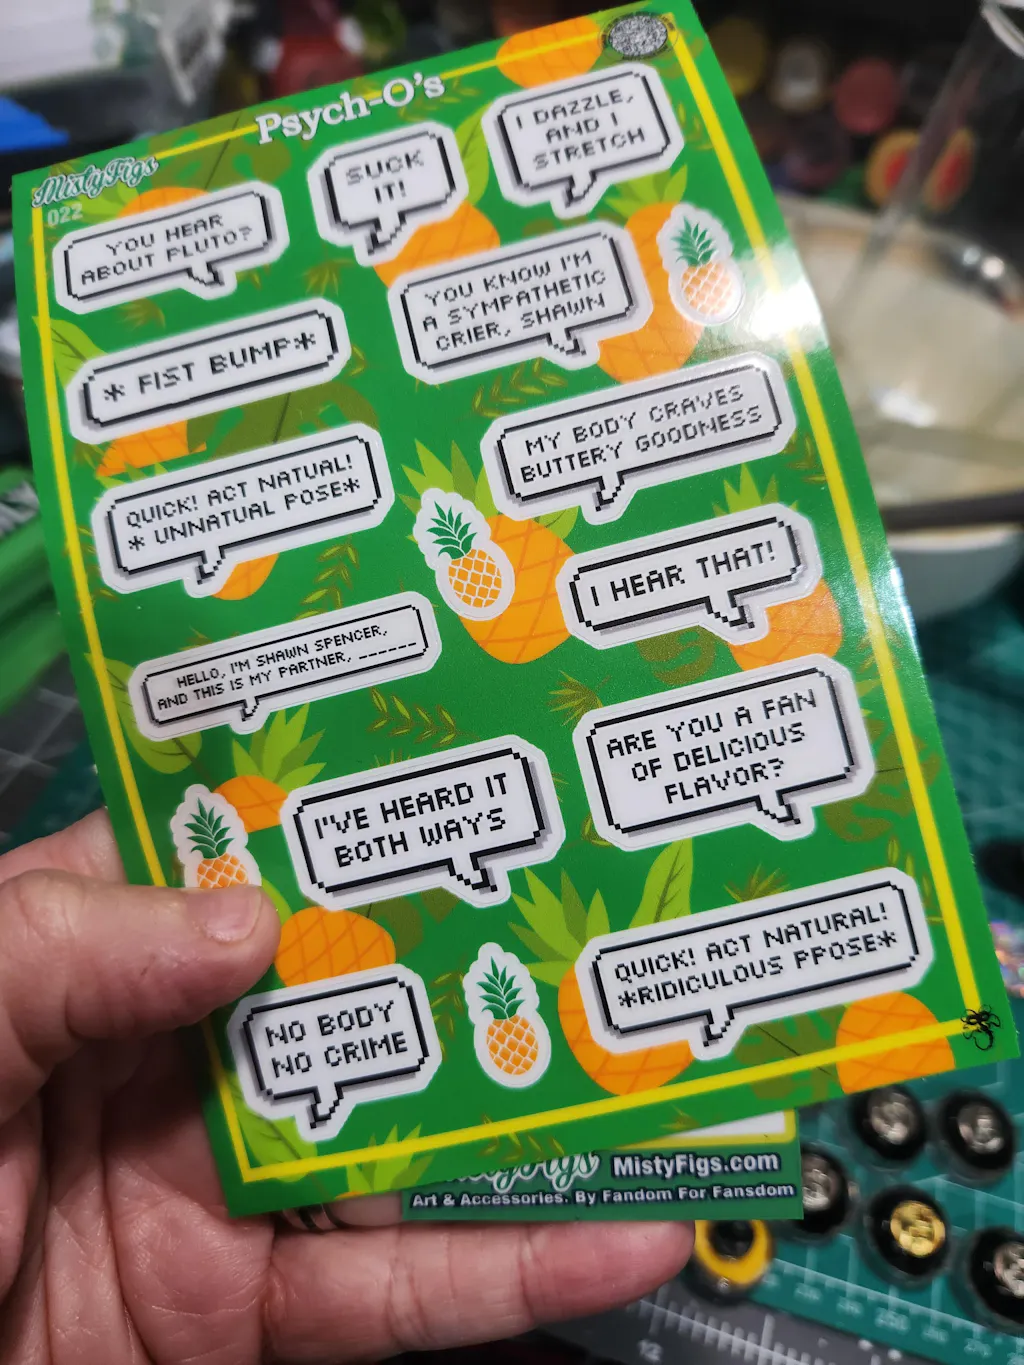 Psych-O's
MistyFigs
022
I DAZZLE,
AND I
STRETCH
SUCK
IT!
YOU HEAR
ABOUT PLUTO?
YOU KNOW I'M
A SYMPATHETIC
CRIER, SHAWN
* FIST BUMP*
MY BODY CRAVES
BUTTERY GOODNESS
QUICK! ACT NATURAL!
* UNNATUAL POSE*
I HEAR THAT!
HELLO, I'M SHAWN SPENCER,
AND THIS IS MY PARTNER, ______
ARE YOU A FAN
OF DELICIOUS
FLAVOR?
I'VE HEARD IT
BOTH WAYS
QUICK! ACT NATURAL!
*RIDICULOUS PPOSE*
NO BODY
NO CRIME
MistyFigs MistyFigs.com
Art & Accessories. By Fandom For Fansdom
12